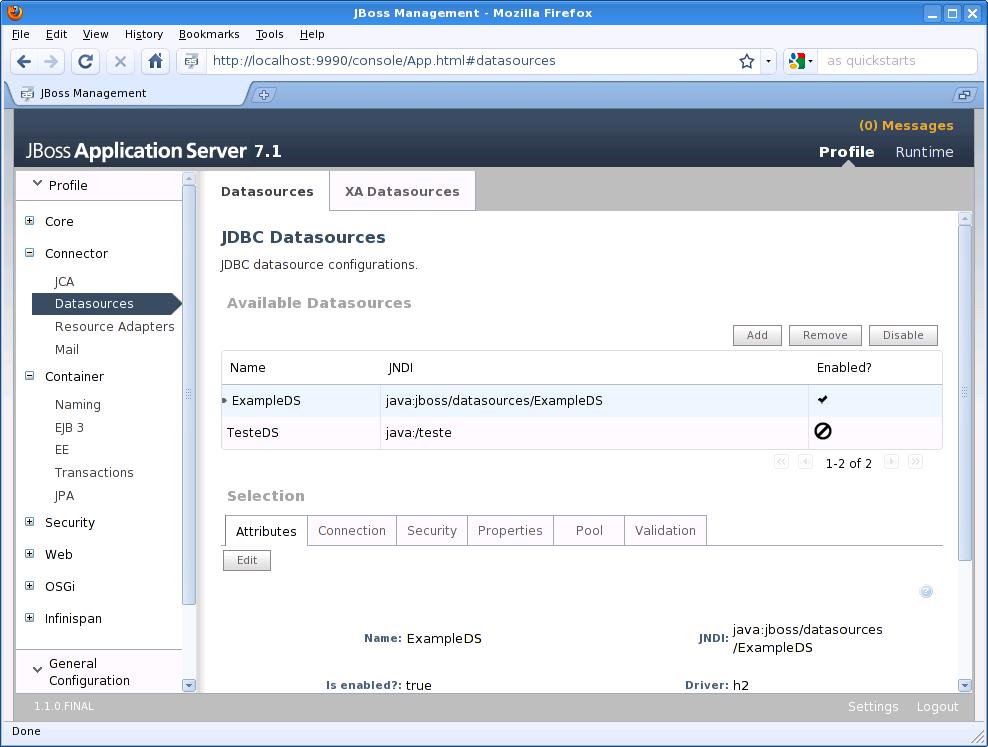 JBoss Management - Mozilla Firefox
File Edit View History Bookmarks Tools Help
http://localhost:9990/console/App.html#datasources
as quickstarts
JBoss Management
(0) Messages
JBoss Application Server 7.1
Profile Runtime
Profile
Core
Connector
JCA
Datasources
Resource Adapters
Mail
Container
Naming
EJB 3
EE
Transactions
JPA
Security
Web
OSGi
Infinispan
General
Configuration
Datasources XA Datasources
JDBC Datasources
JDBC datasource configurations.
Available Datasources
Add Remove Disable
Name JNDI Enabled?
ExampleDS java:jboss/datasources/ExampleDS
TesteDS java:/teste
1-2 of 2
Selection
Attributes Connection Security Properties Pool Validation
Edit
Name: ExampleDS JNDI: java:jboss/datasources
/ExampleDS
Is enabled?: true Driver: h2
1.1.0.FINAL
Settings Logout
Done